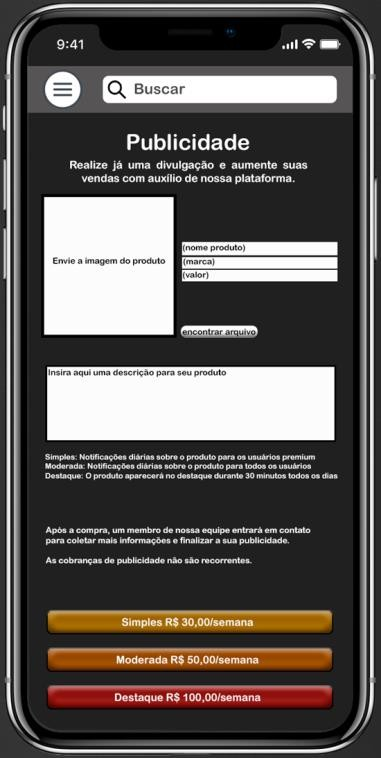 9:41
Buscar
Publicidade
Realize já uma divulgação e aumente suas
vendas com auxílio de nossa plataforma.
Envie a imagem do produto
(nome produto)
(marca)
(valor)
encontrar arquivo
Insira aqui uma descrição para seu produto
Simples: Notificações diárias sobre o produto para os usuários premium
Moderada: Notificações diárias sobre o produto para todos os usuários
Destaque: O produto aparecerá no destaque durante 30 minutos todos os dias
Após a compra, um membro de nossa equipe entrará em contato
para coletar mais informações e finalizar a sua publicidade.
As cobranças de publicidade não são recorrentes.
Simples R$ 30,00/semana
Moderada R$ 50,00/semana
Destaque R$ 100,00/semana